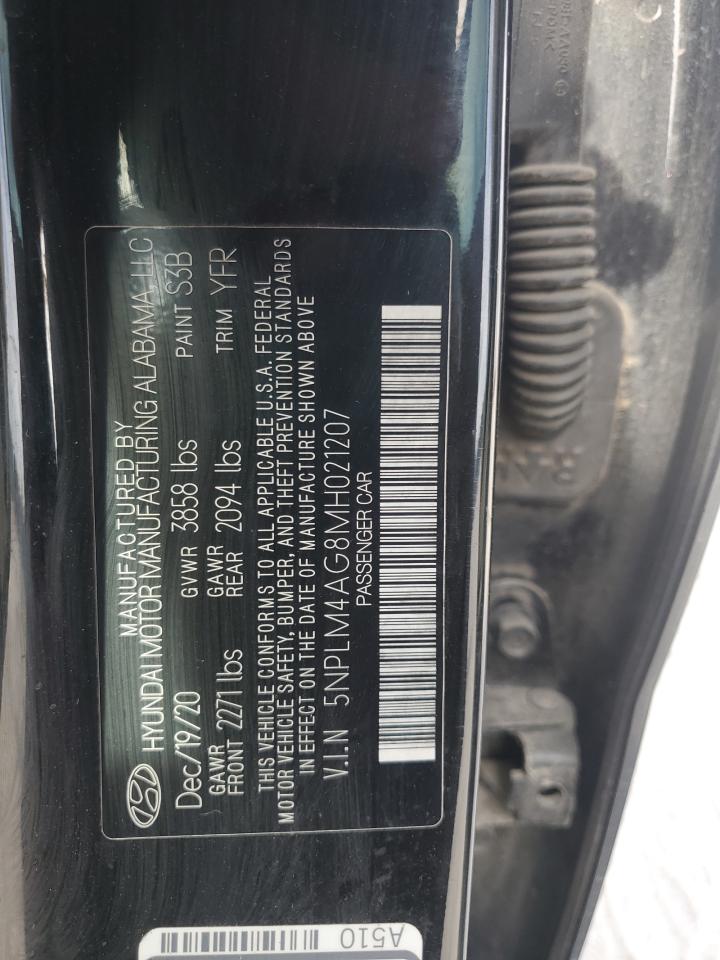 MANUFACTURED BY
HYUNDAI MOTOR MANUFACTURING ALABAMA, LLC
Dec/19/20 GVWR 3858 lbs PAINT S3B
GAWR GAWR
FRONT 2271 lbs REAR 2094 lbs TRIM YFR
THIS VEHICLE CONFORMS TO ALL APPLICABLE U.S.A. FEDERAL
MOTOR VEHICLE SAFETY, BUMPER, AND THEFT PREVENTION STANDARDS
IN EFFECT ON THE DATE OF MANUFACTURE SHOWN ABOVE
V.I.N 5NPLM4AG8MH021207
PASSENGER CAR
A510